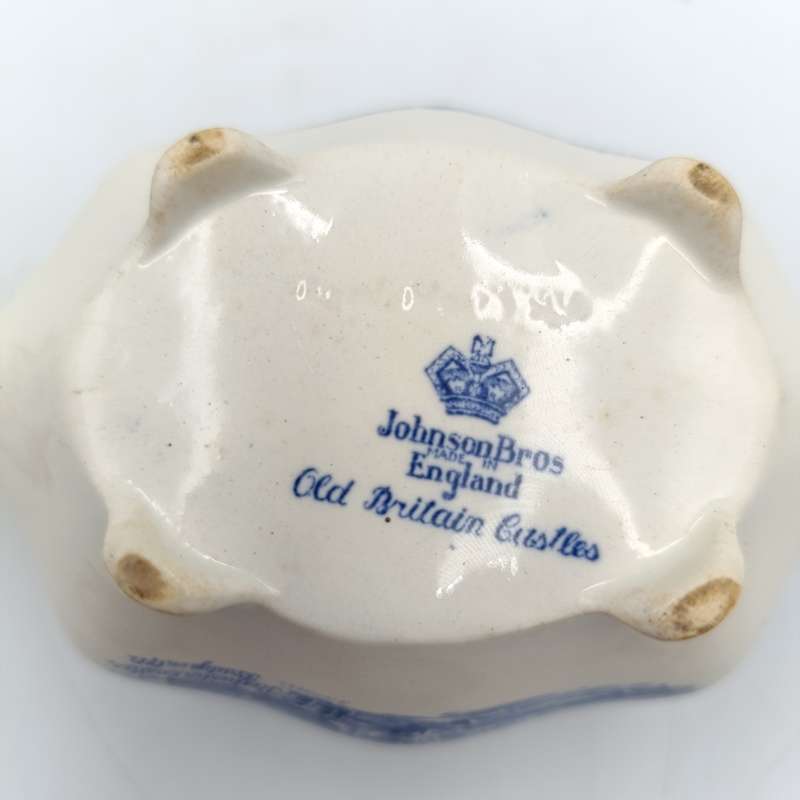 Johnson Bros
MADE IN
England
Old Britain Castles